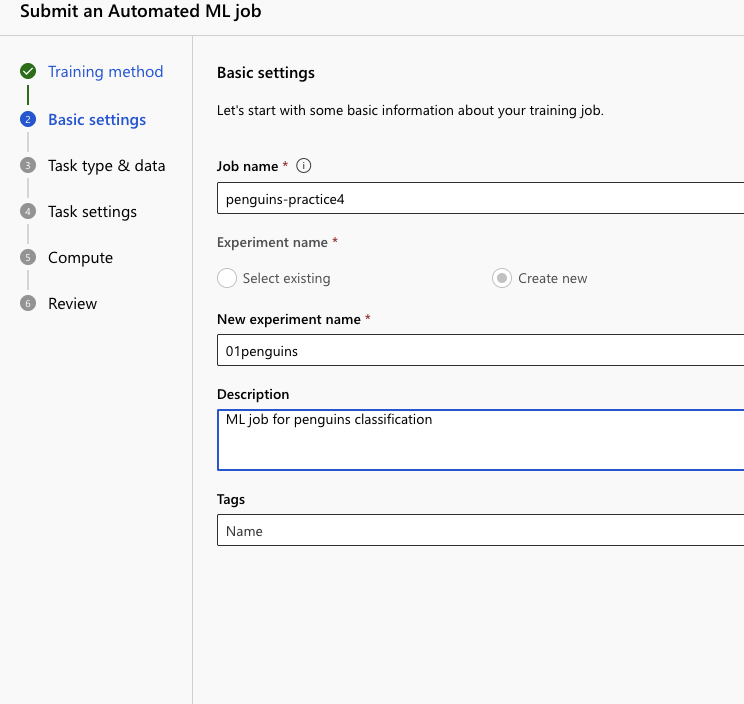 Submit an Automated ML job
Training method
2 Basic settings
3 Task type & data
4 Task settings
5 Compute
6 Review
Basic settings
Let's start with some basic information about your training job.
Job name * i
penguins-practice4
Experiment name *
Select existing
Create new
New experiment name *
01penguins
Description
ML job for penguins classification
Tags
Name